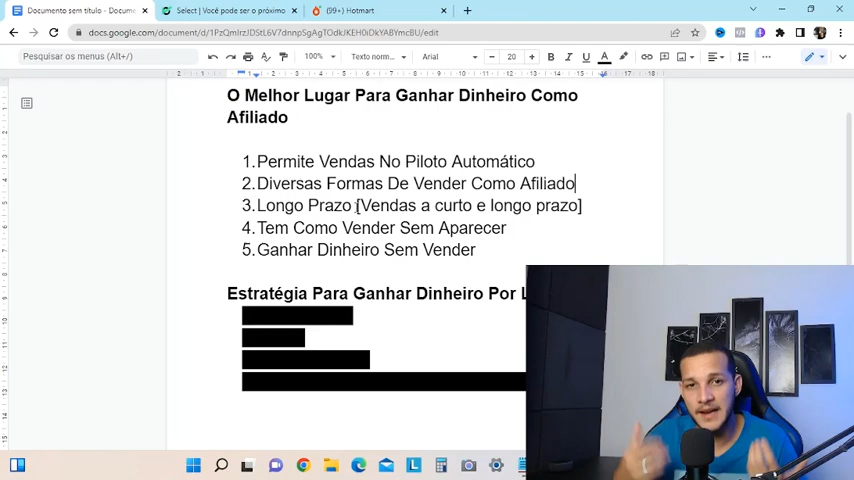 Documento sem título - Docume
Select | Você pode ser o próximo
(99+) Hotmart
docs.google.com/document/d/1PzQmIrzJDStL6V7dnnpSgAgTOdkJKEH0iDkYABYmcBU/edit
Pesquisar os menus (Alt+/)
100%
Texto norm...
Arial
20
O Melhor Lugar Para Ganhar Dinheiro Como
Afiliado
1. Permite Vendas No Piloto Automático
2. Diversas Formas De Vender Como Afiliado
3. Longo Prazo [Vendas a curto e longo prazo]
4. Tem Como Vender Sem Aparecer
5. Ganhar Dinheiro Sem Vender
Estratégia Para Ganhar Dinheiro Por L